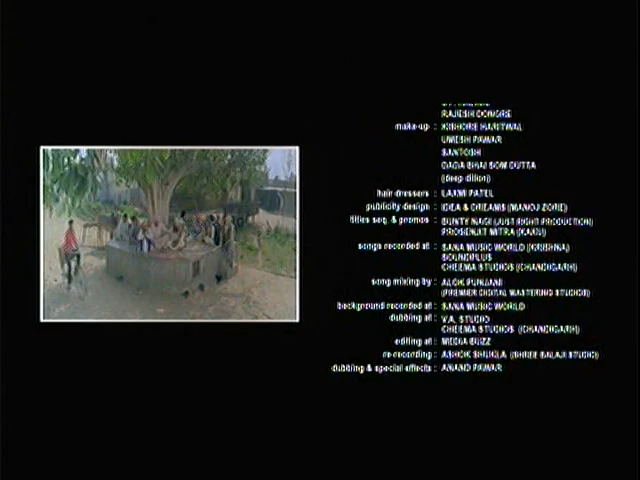 RAJESH DONGRE
make-up : KISHORE HARITWAL
UMESH PAWAR
SANTOSH
DADA BHAI SOM DUTTA
(deep dillon)
hair dressers : LAXMI PATEL
publicity design : IDEA & DREAMS (MANOJ ZORE)
titles seq. & promos : BUNTY NAGI (JUST RIGHT PRODUCTION)
PROSENJIT MITRA (KAKU)
songs recorded at : SANA MUSIC WORLD (KRISHNA)
SOUNDPLUS
CHEEMA STUDIOS (CHANDIGARH)
song mixing by : ALOK PUNJANI
(PREMIER DIGITAL MASTERING STUDIOS)
background recorded at : SANA MUSIC WORLD
dubbing at : V.A. STUDIO
CHEEMA STUDIOS (CHANDIGARH)
editing at : MEDIA BUZZ
re-recording : ASHOK SHUKLA (SHREE BALAJI STUDIO)
dubbing & special effects : ANAND PAWAR